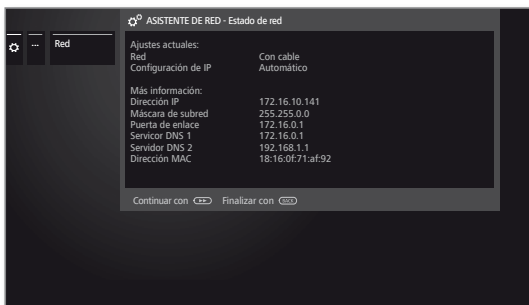 ASISTENTE DE RED - Estado de red
... Red
Ajustes actuales:
Red Con cable
Configuración de IP Automático
Más información:
Dirección IP 172.16.10.141
Máscara de subred 255.255.0.0
Puerta de enlace 172.16.0.1
Servicor DNS 1 172.16.0.1
Servidor DNS 2 192.168.1.1
Dirección MAC 18:16:0f:71:af:92
Continuar con Finalizar con BACK